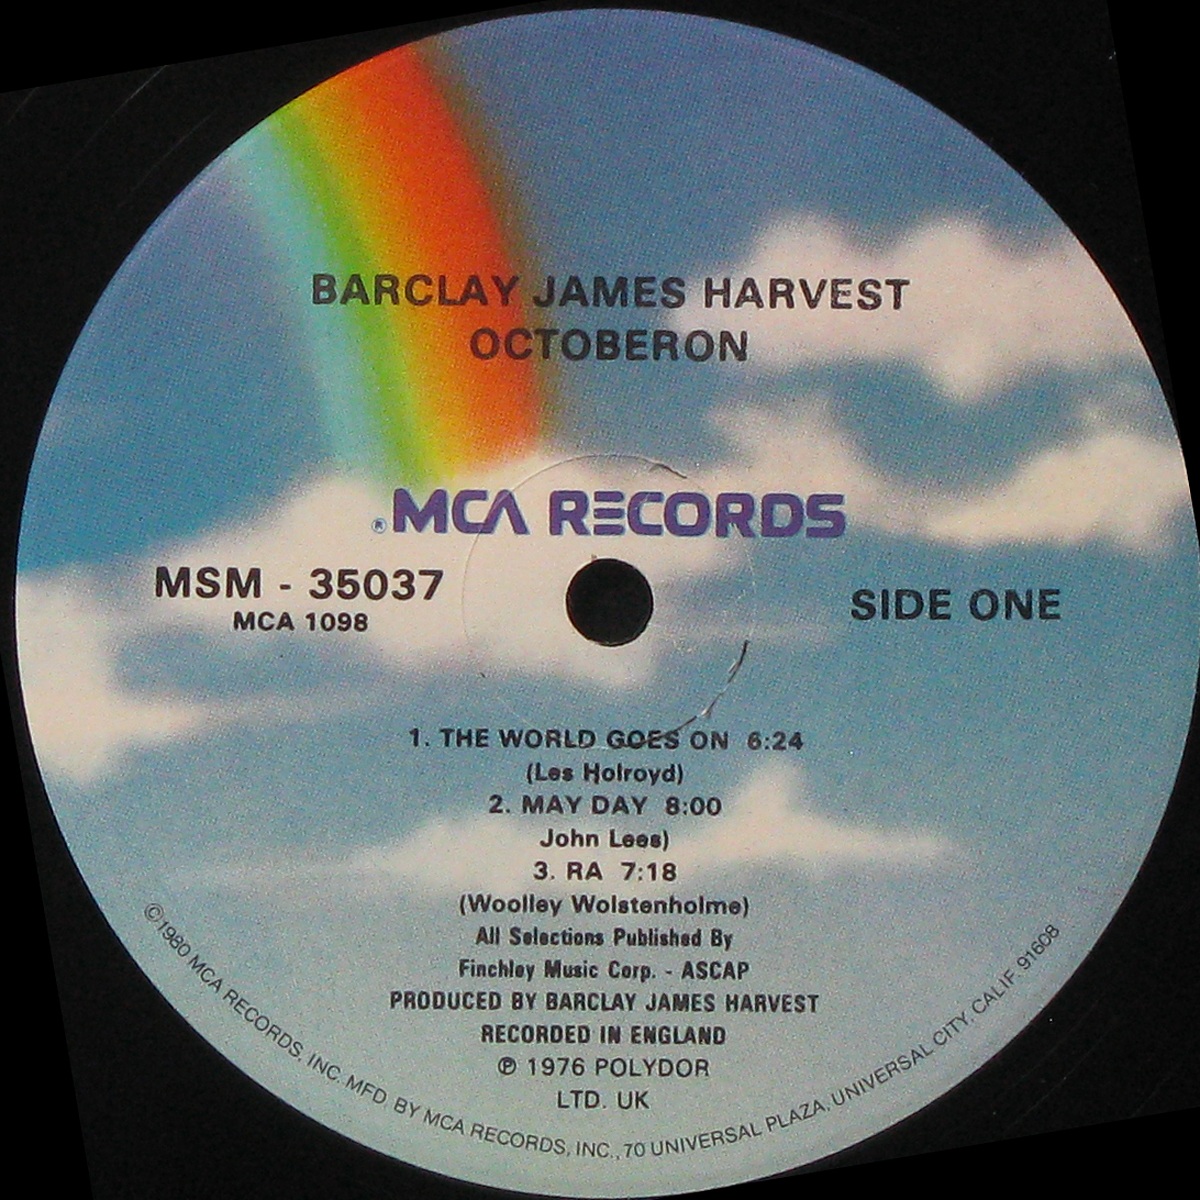 BARCLAY JAMES HARVEST
OCTOBERON
® MCA RECORDS
MSM - 35037
MCA 1098
SIDE ONE
1. THE WORLD GOES ON 6:24
(Les Holroyd)
2. MAY DAY 8:00
John Lees)
3. RA 7:18
(Woolley Wolstenholme)
All Selections Published By
Finchley Music Corp. - ASCAP
PRODUCED BY BARCLAY JAMES HARVEST
RECORDED IN ENGLAND
℗ 1976 POLYDOR
LTD. UK
©1980 MCA RECORDS, INC. MFD. BY MCA RECORDS, INC., 70 UNIVERSAL PLAZA, UNIVERSAL CITY, CALIF. 91608